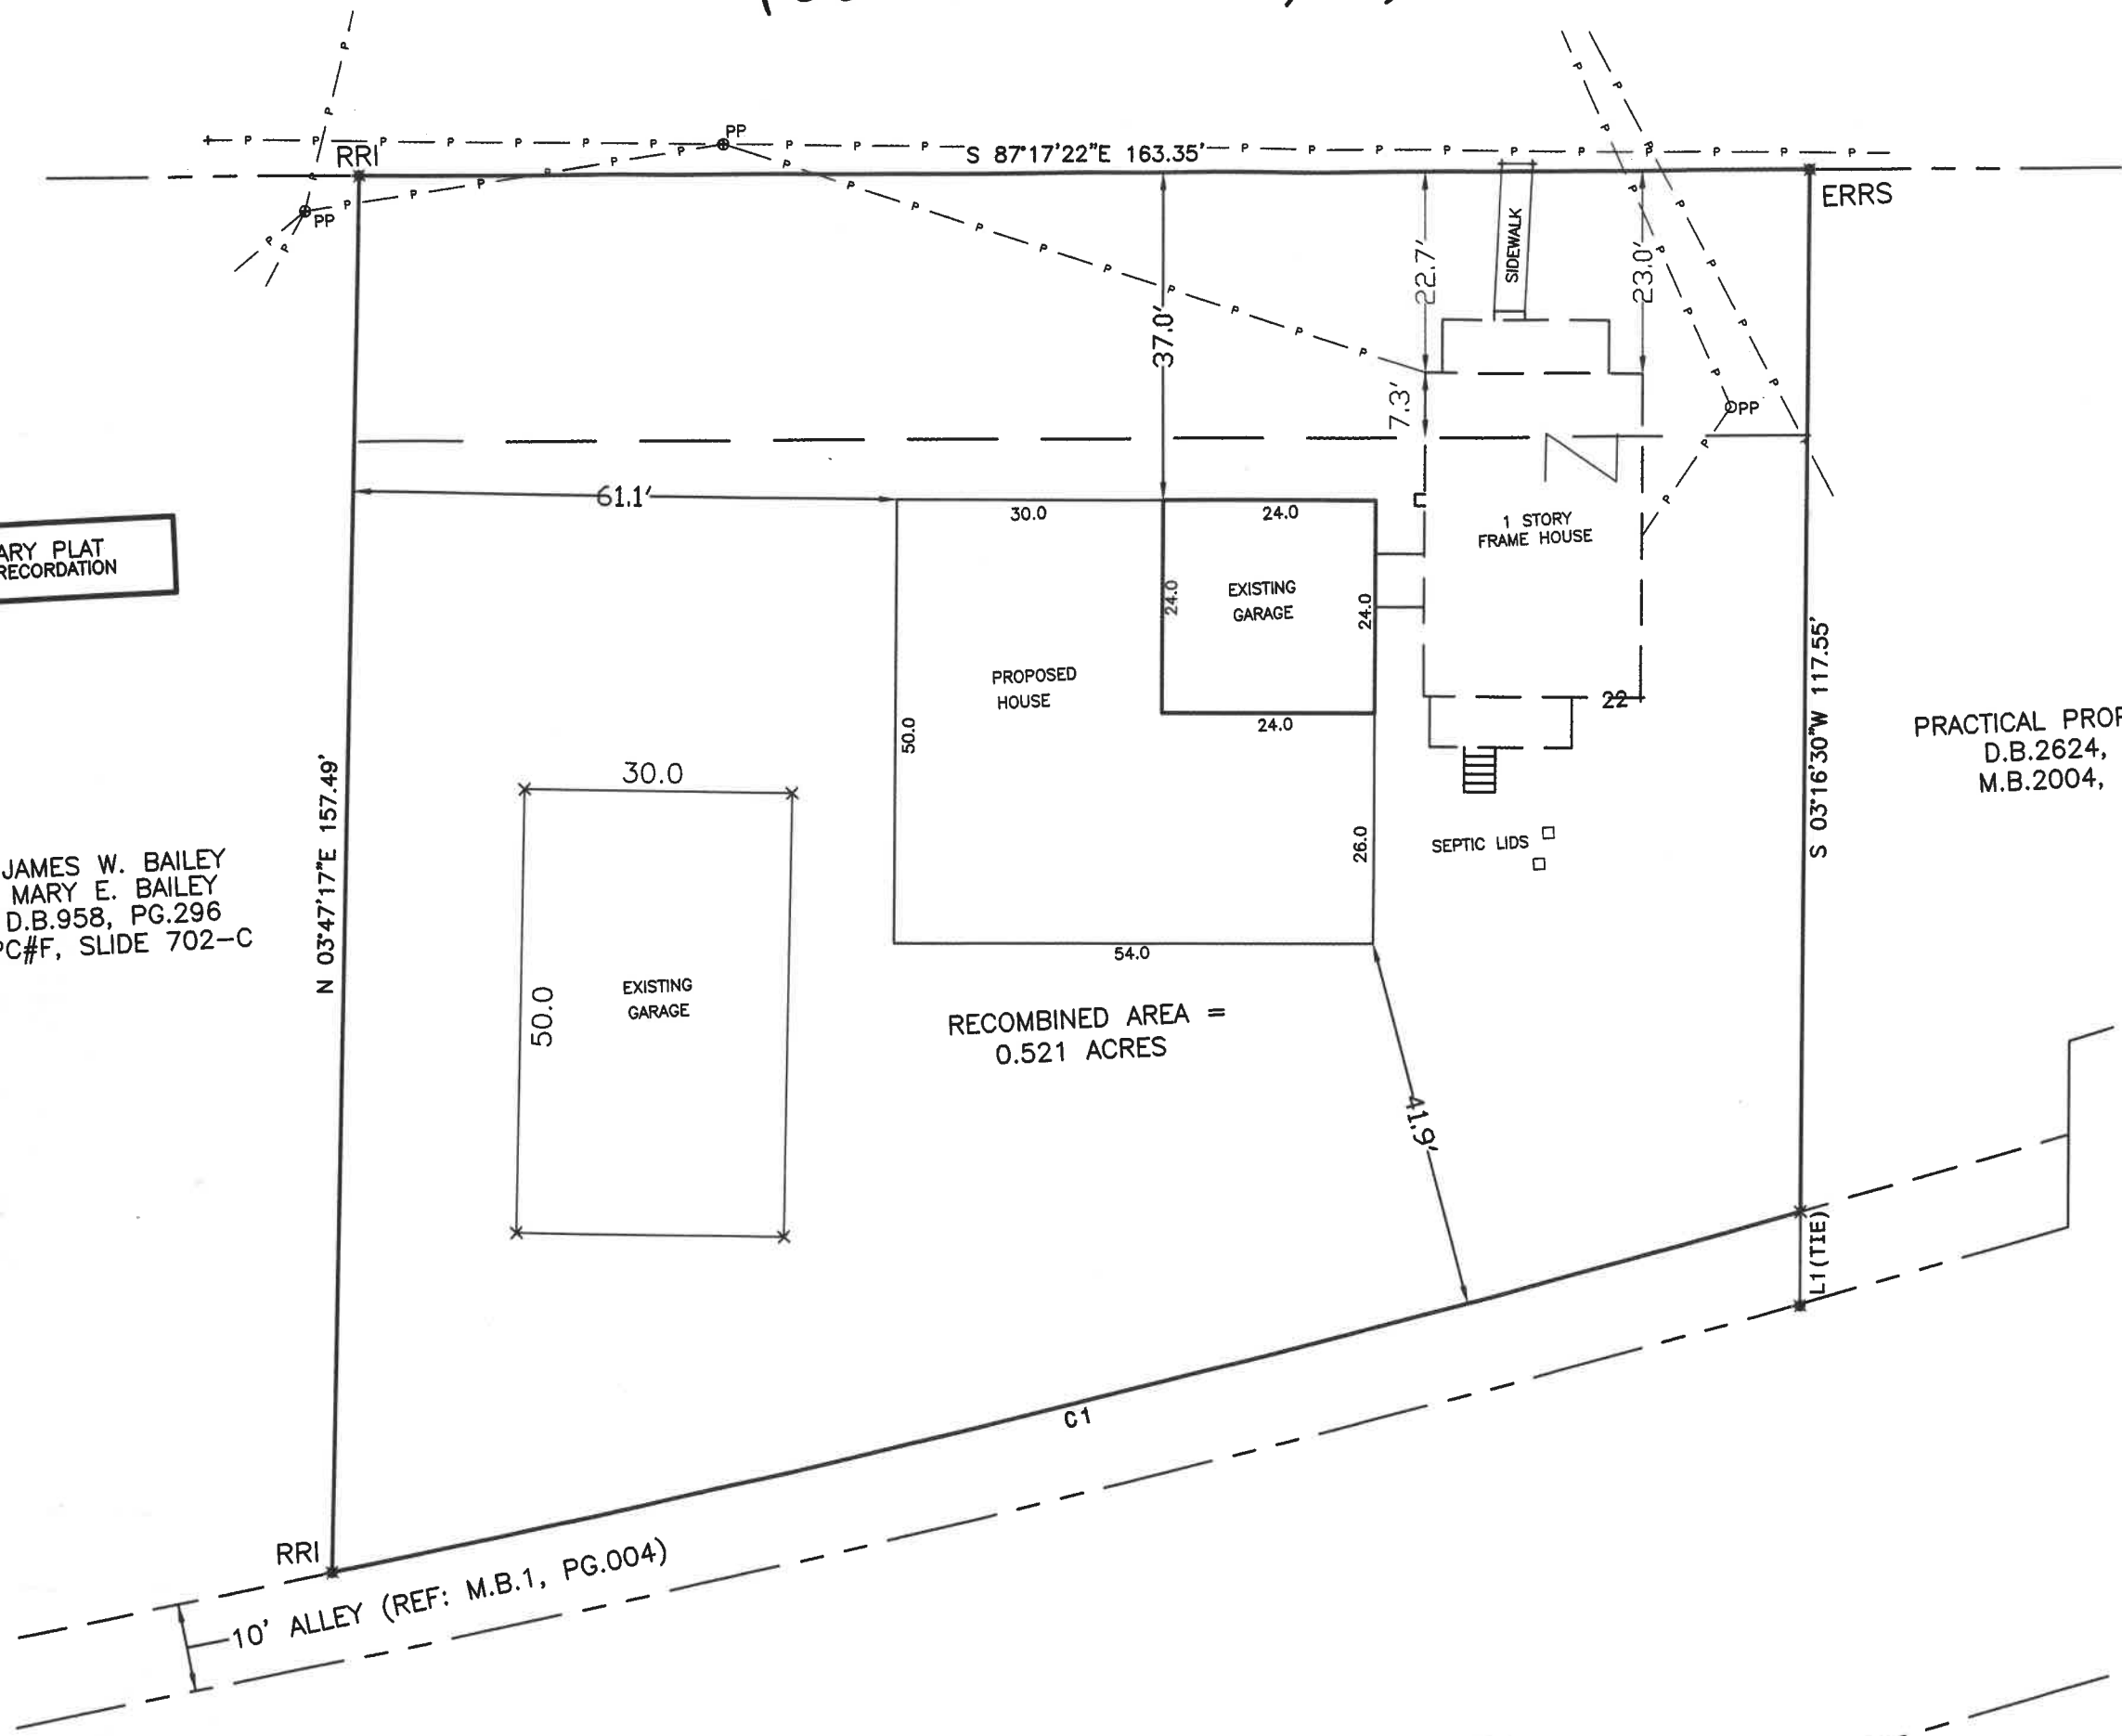 RRI
PP
S 87°17'22"E 163.35'
ERRS
PP
SIDEWALK
22.7'
23.0'
37.0'
7.3'
PP
61.1'
30.0
24.0
1 STORY
FRAME HOUSE
ARY PLAT
RECORDATION
24.0
EXISTING
GARAGE
24.0
PROPOSED
HOUSE
22
24.0
50.0
S 03°16'30"W 117.55'
PRACTICAL PROP
D.B.2624,
M.B.2004,
30.0
N 03°47'17"E 157.49'
26.0
SEPTIC LIDS
JAMES W. BAILEY
MARY E. BAILEY
D.B.958, PG.296
PC#F, SLIDE 702-C
54.0
50.0
EXISTING
GARAGE
RECOMBINED AREA =
0.521 ACRES
41.9'
L1(TIE)
C1
RRI
10' ALLEY (REF: M.B.1, PG.004)
P P P P P P P P P P P P P P P P P P P P